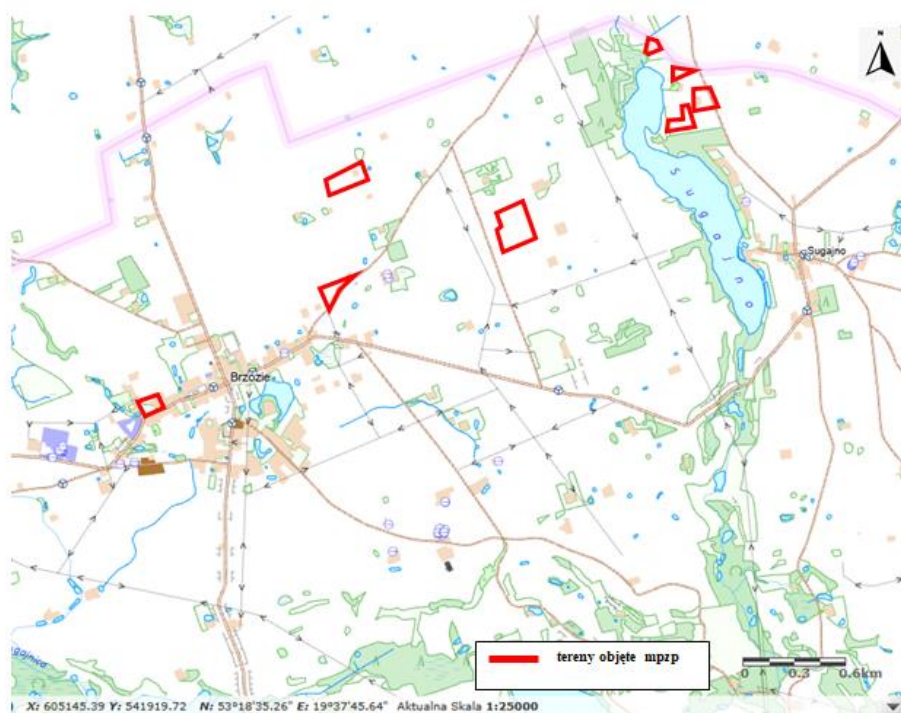 N
Sugajno
Sugajno
Brzozie
tereny objęte mpzp
0 0.3 0.6km
X: 605145.39 Y: 541919.72 N: 53°18'35.26" E: 19°37'45.64" Aktualna Skala 1:25000